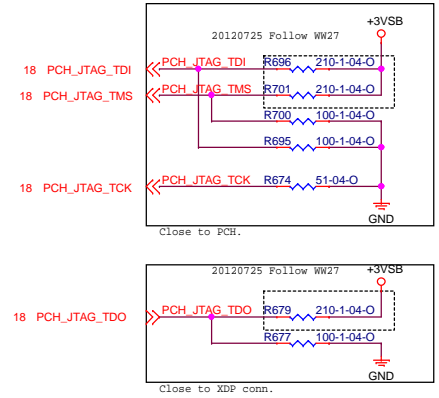 +3VSB
20120725 Follow WW27
18 PCH_JTAG_TDI PCH_JTAG_TDI R696 210-1-04-O
18 PCH_JTAG_TMS PCH_JTAG_TMS R701 210-1-04-O
R700 100-1-04-O
R695 100-1-04-O
18 PCH_JTAG_TCK PCH_JTAG_TCK R674 51-04-O
GND
Close to PCH.
20120725 Follow WW27 +3VSB
18 PCH_JTAG_TDO PCH_JTAG_TDO R679 210-1-04-O
R677 100-1-04-O
GND
Close to XDP conn.